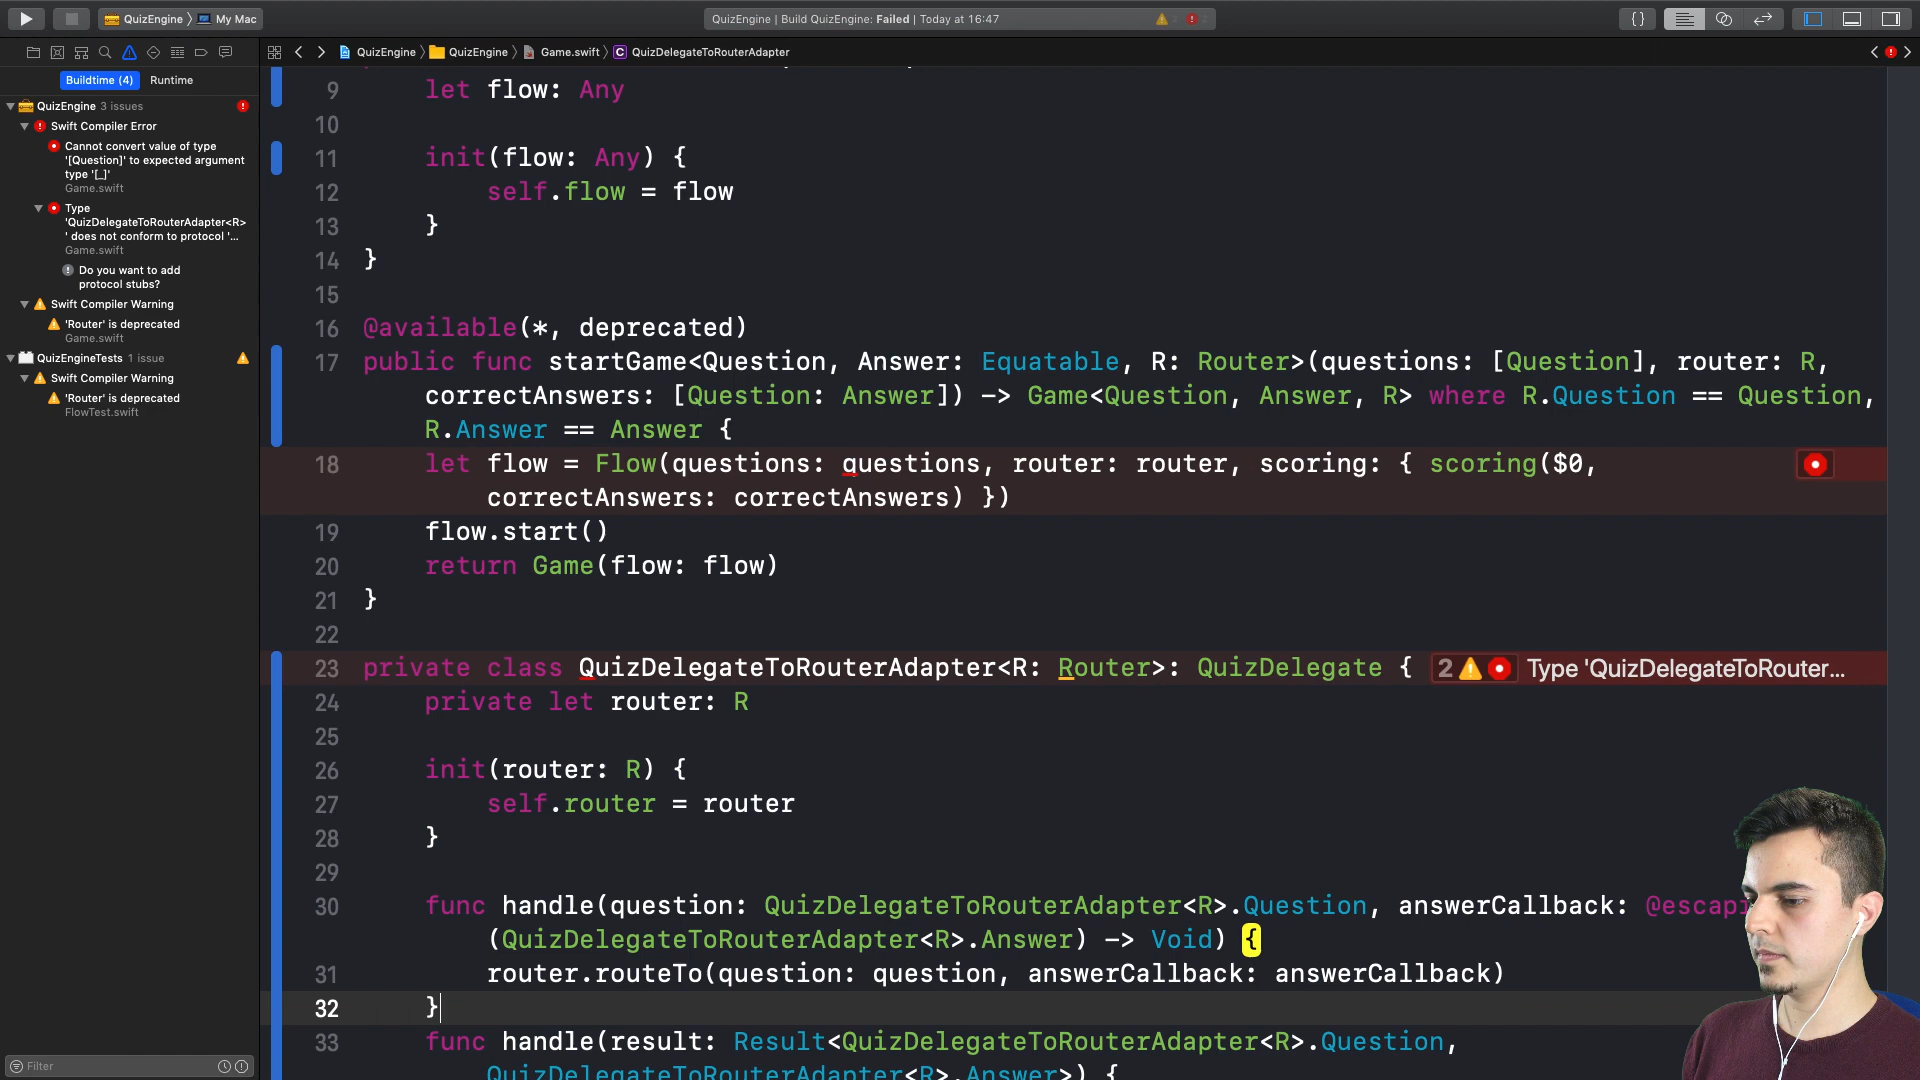 QuizEngine 〉 My Mac
QuizEngine | Build QuizEngine: Failed | Today at 16:47
{}
QuizEngine 〉 QuizEngine 〉 Game.swift 〉 C QuizDelegateToRouterAdapter
Buildtime (4) Runtime
QuizEngine 3 issues
Swift Compiler Error
Cannot convert value of type
'[Question]' to expected argument
type '[_]'
Game.swift
Type
'QuizDelegateToRouterAdapter<R>
' does not conform to protocol '...
Game.swift
Do you want to add
protocol stubs?
Swift Compiler Warning
'Router' is deprecated
Game.swift
QuizEngineTests 1 issue
Swift Compiler Warning
'Router' is deprecated
FlowTest.swift
Filter
9 let flow: Any
10
11 init(flow: Any) {
12 self.flow = flow
13 }
14 }
15
16 @available(*, deprecated)
17 public func startGame<Question, Answer: Equatable, R: Router>(questions: [Question], router: R,
correctAnswers: [Question: Answer]) -> Game<Question, Answer, R> where R.Question == Question,
R.Answer == Answer {
18 let flow = Flow(questions: questions, router: router, scoring: { scoring($0,
correctAnswers: correctAnswers) })
19 flow.start()
20 return Game(flow: flow)
21 }
22
23 private class QuizDelegateToRouterAdapter<R: Router>: QuizDelegate { 2 Type 'QuizDelegateToRouter...
24 private let router: R
25
26 init(router: R) {
27 self.router = router
28 }
29
30 func handle(question: QuizDelegateToRouterAdapter<R>.Question, answerCallback: @escapi
(QuizDelegateToRouterAdapter<R>.Answer) -> Void) {
31 router.routeTo(question: question, answerCallback: answerCallback)
32 }
33 func handle(result: Result<QuizDelegateToRouterAdapter<R>.Question,
QuizDelegateToRouterAdapter<R>.Answer>) {